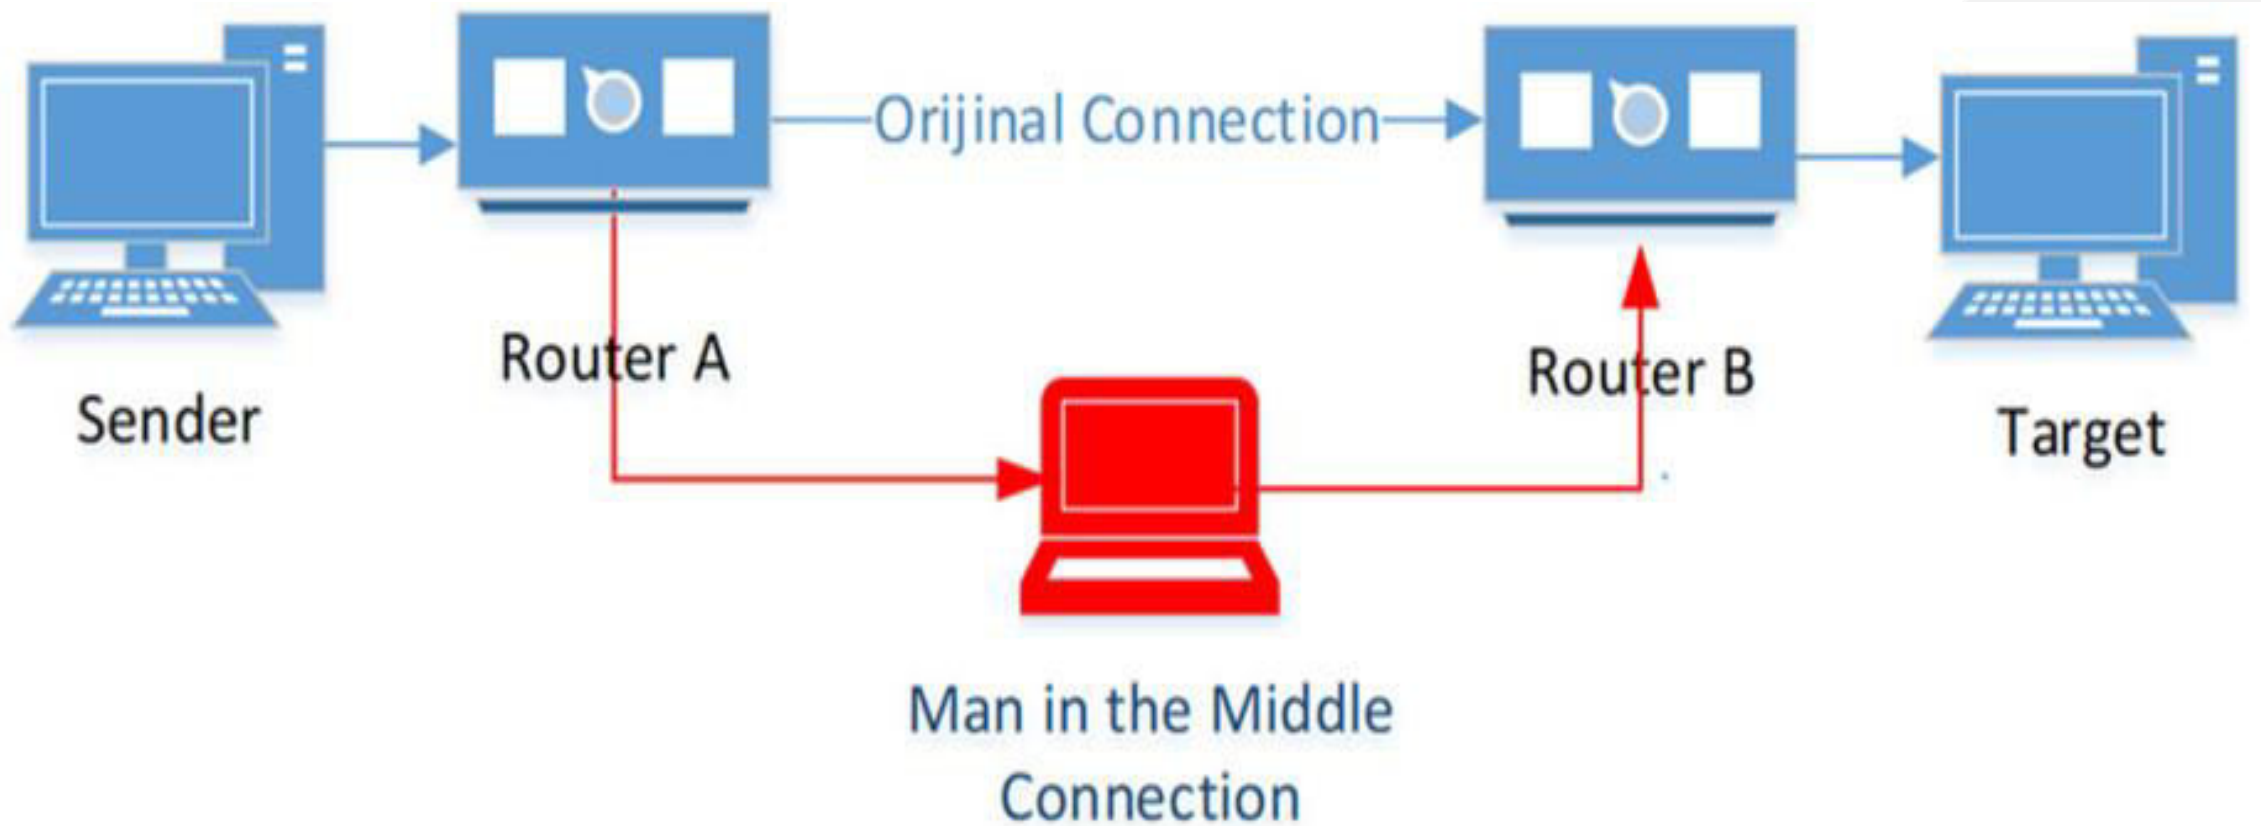 Orijinal Connection
Router A
Router B
Sender
Target
Man in the Middle
Connection